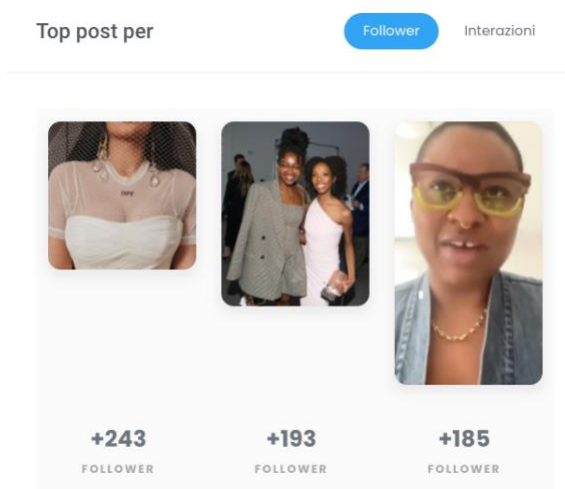 Top post per
Follower
Interazioni
+243
+193
+185
FOLLOWER
FOLLOWER
FOLLOWER